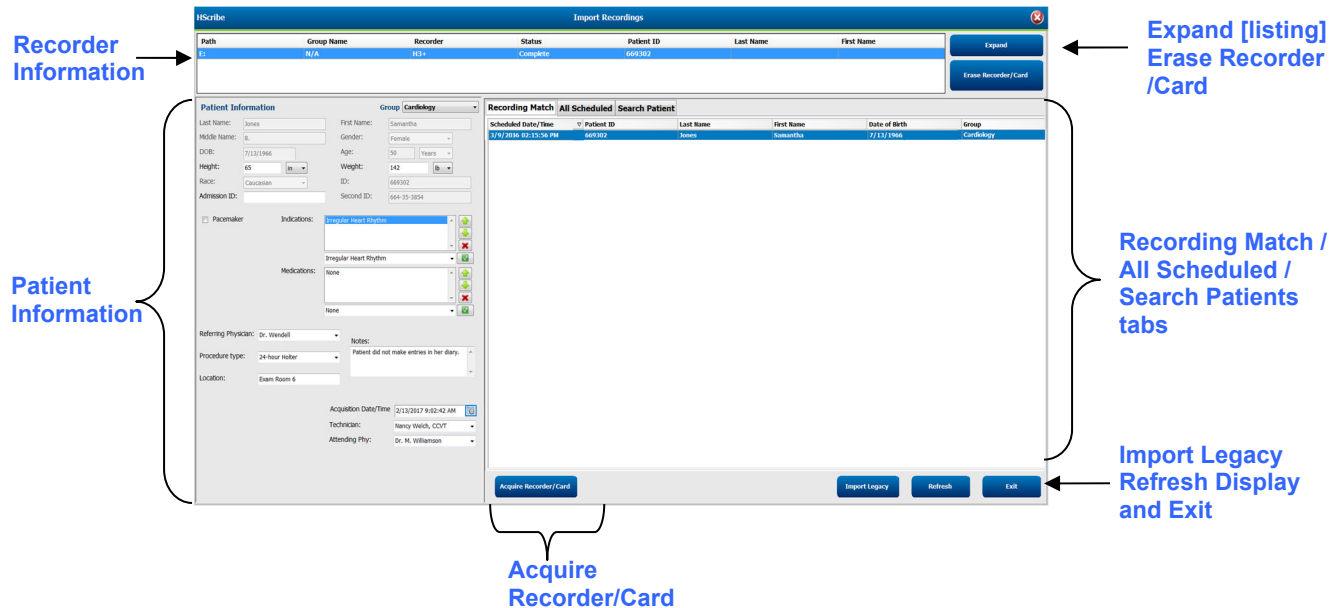 HScribe Import Recordings
Recorder
Information
Path Group Name Recorder Status Patient ID Last Name First Name
E: N/A H3+ Complete 669302
Expand
Erase Recorder/Card
Expand [listing]
Erase Recorder
/Card
Patient
Information
Patient Information Group Cardiology
Last Name: Jones First Name: Samantha
Middle Name: B. Gender: Female
DOB: 7/13/1966 Age: 50 Years
Height: 65 in Weight: 142 lb
Race: Caucasian ID: 669302
Admission ID: Second ID: 664-35-3854
Pacemaker Indications: Irregular Heart Rhythm
Irregular Heart Rhythm
Medications: None
None
Referring Physician: Dr. Wendell
Notes:
Patient did not make entries in her diary.
Procedure type: 24-hour Holter
Location: Exam Room 6
Acquisition Date/Time 2/13/2017 9:02:42 AM
Technician: Nancy Welch, CCVT
Attending Phy: Dr. M. Williamson
Recording Match All Scheduled Search Patient
Scheduled Date/Time Patient ID Last Name First Name Date of Birth Group
3/9/2016 02:15:56 PM 669302 Jones Samantha 7/13/1966 Cardiology
Recording Match /
All Scheduled /
Search Patients
tabs
Acquire Recorder/Card Import Legacy Refresh Exit
Import Legacy
Refresh Display
and Exit
Acquire
Recorder/Card